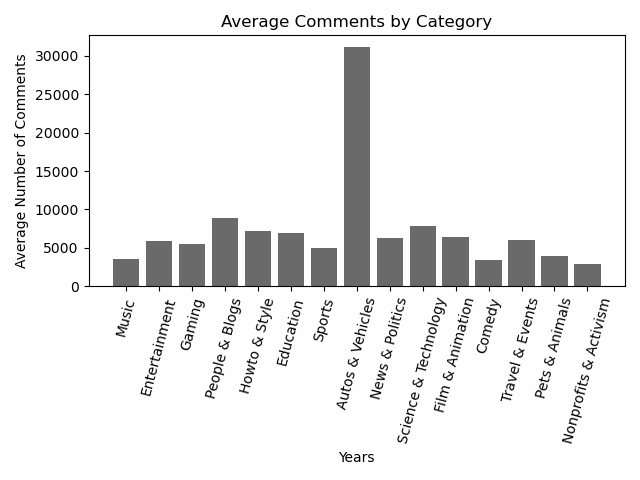 Average Comments by Category
Average Number of Comments
30000
25000
20000
15000
10000
5000
0
Music
Entertainment
Gaming
People & Blogs
Howto & Style
Education
Sports
Autos & Vehicles
News & Politics
Science & Technology
Film & Animation
Comedy
Travel & Events
Pets & Animals
Nonprofits & Activism
Years